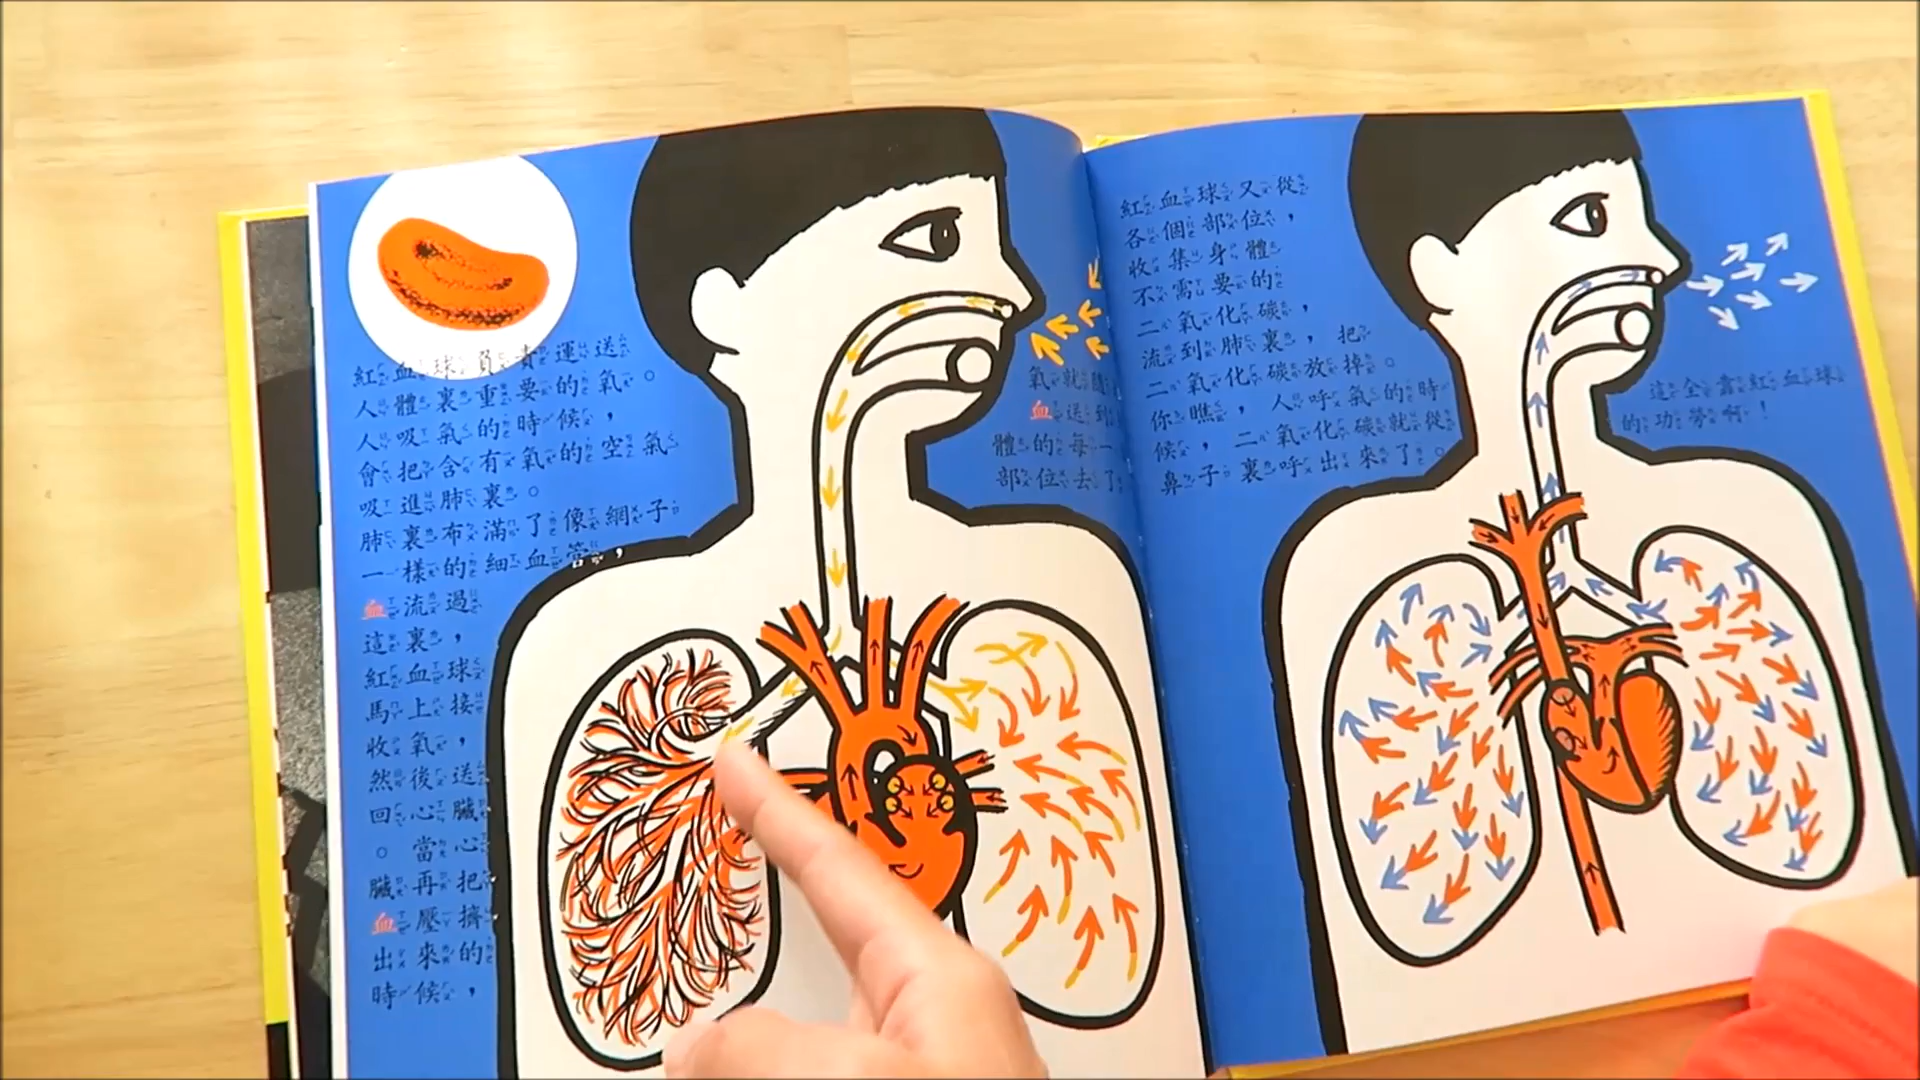 紅血球負責運送
人體裏重要的氧。
人吸氣的時候，
會把含有氧的空氣
吸進肺裏。
肺裏布滿了像網子
一樣的細血管，
血流過
這裏，
紅血球
馬上接
收氧，
然後送
回心臟
。當心
臟再把
血壓擠
出來的
時候，
氧就隨
血送到
體的每一
部位去了
紅血球又從
各個部位，
收集身體
不需要的
二氧化碳，
流到肺裏，把
二氧化碳放掉。
你瞧，人呼氣的時
候，二氧化碳就從
鼻子裏呼出來了。
這全靠紅血球
的功勞啊！